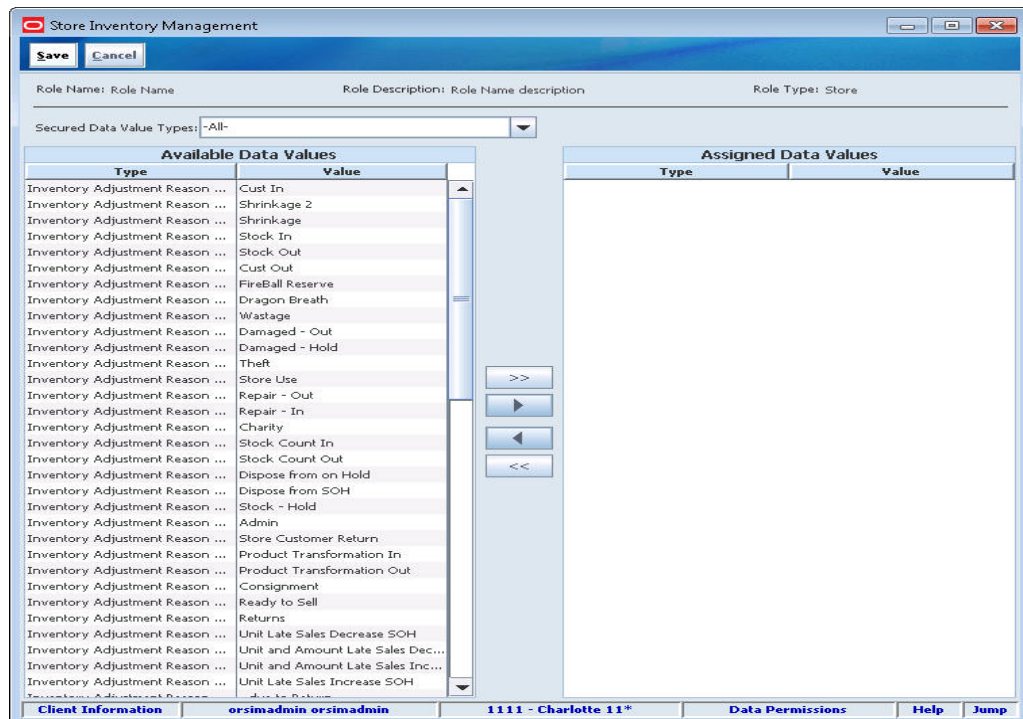 Store Inventory Management
Save Cancel
Role Name: Role Name Role Description: Role Name description Role Type: Store
Secured Data Value Types: -All-
Available Data Values Assigned Data Values
Type Value Type Value
Inventory Adjustment Reason ... Cust In
Inventory Adjustment Reason ... Shrinkage 2
Inventory Adjustment Reason ... Shrinkage
Inventory Adjustment Reason ... Stock In
Inventory Adjustment Reason ... Stock Out
Inventory Adjustment Reason ... Cust Out
Inventory Adjustment Reason ... FireBall Reserve
Inventory Adjustment Reason ... Dragon Breath
Inventory Adjustment Reason ... Wastage
Inventory Adjustment Reason ... Damaged - Out
Inventory Adjustment Reason ... Damaged - Hold
Inventory Adjustment Reason ... Theft
Inventory Adjustment Reason ... Store Use
>>
Inventory Adjustment Reason ... Repair - Out
Inventory Adjustment Reason ... Repair - In
Inventory Adjustment Reason ... Charity
Inventory Adjustment Reason ... Stock Count In
Inventory Adjustment Reason ... Stock Count Out
<<
Inventory Adjustment Reason ... Dispose from on Hold
Inventory Adjustment Reason ... Dispose from SOH
Inventory Adjustment Reason ... Stock - Hold
Inventory Adjustment Reason ... Admin
Inventory Adjustment Reason ... Store Customer Return
Inventory Adjustment Reason ... Product Transformation In
Inventory Adjustment Reason ... Product Transformation Out
Inventory Adjustment Reason ... Consignment
Inventory Adjustment Reason ... Ready to Sell
Inventory Adjustment Reason ... Returns
Inventory Adjustment Reason ... Unit Late Sales Decrease SOH
Inventory Adjustment Reason ... Unit and Amount Late Sales Dec...
Inventory Adjustment Reason ... Unit and Amount Late Sales Inc...
Inventory Adjustment Reason ... Unit Late Sales Increase SOH
Client Information orsimadmin orsimadmin 1111 - Charlotte 11* Data Permissions Help Jump